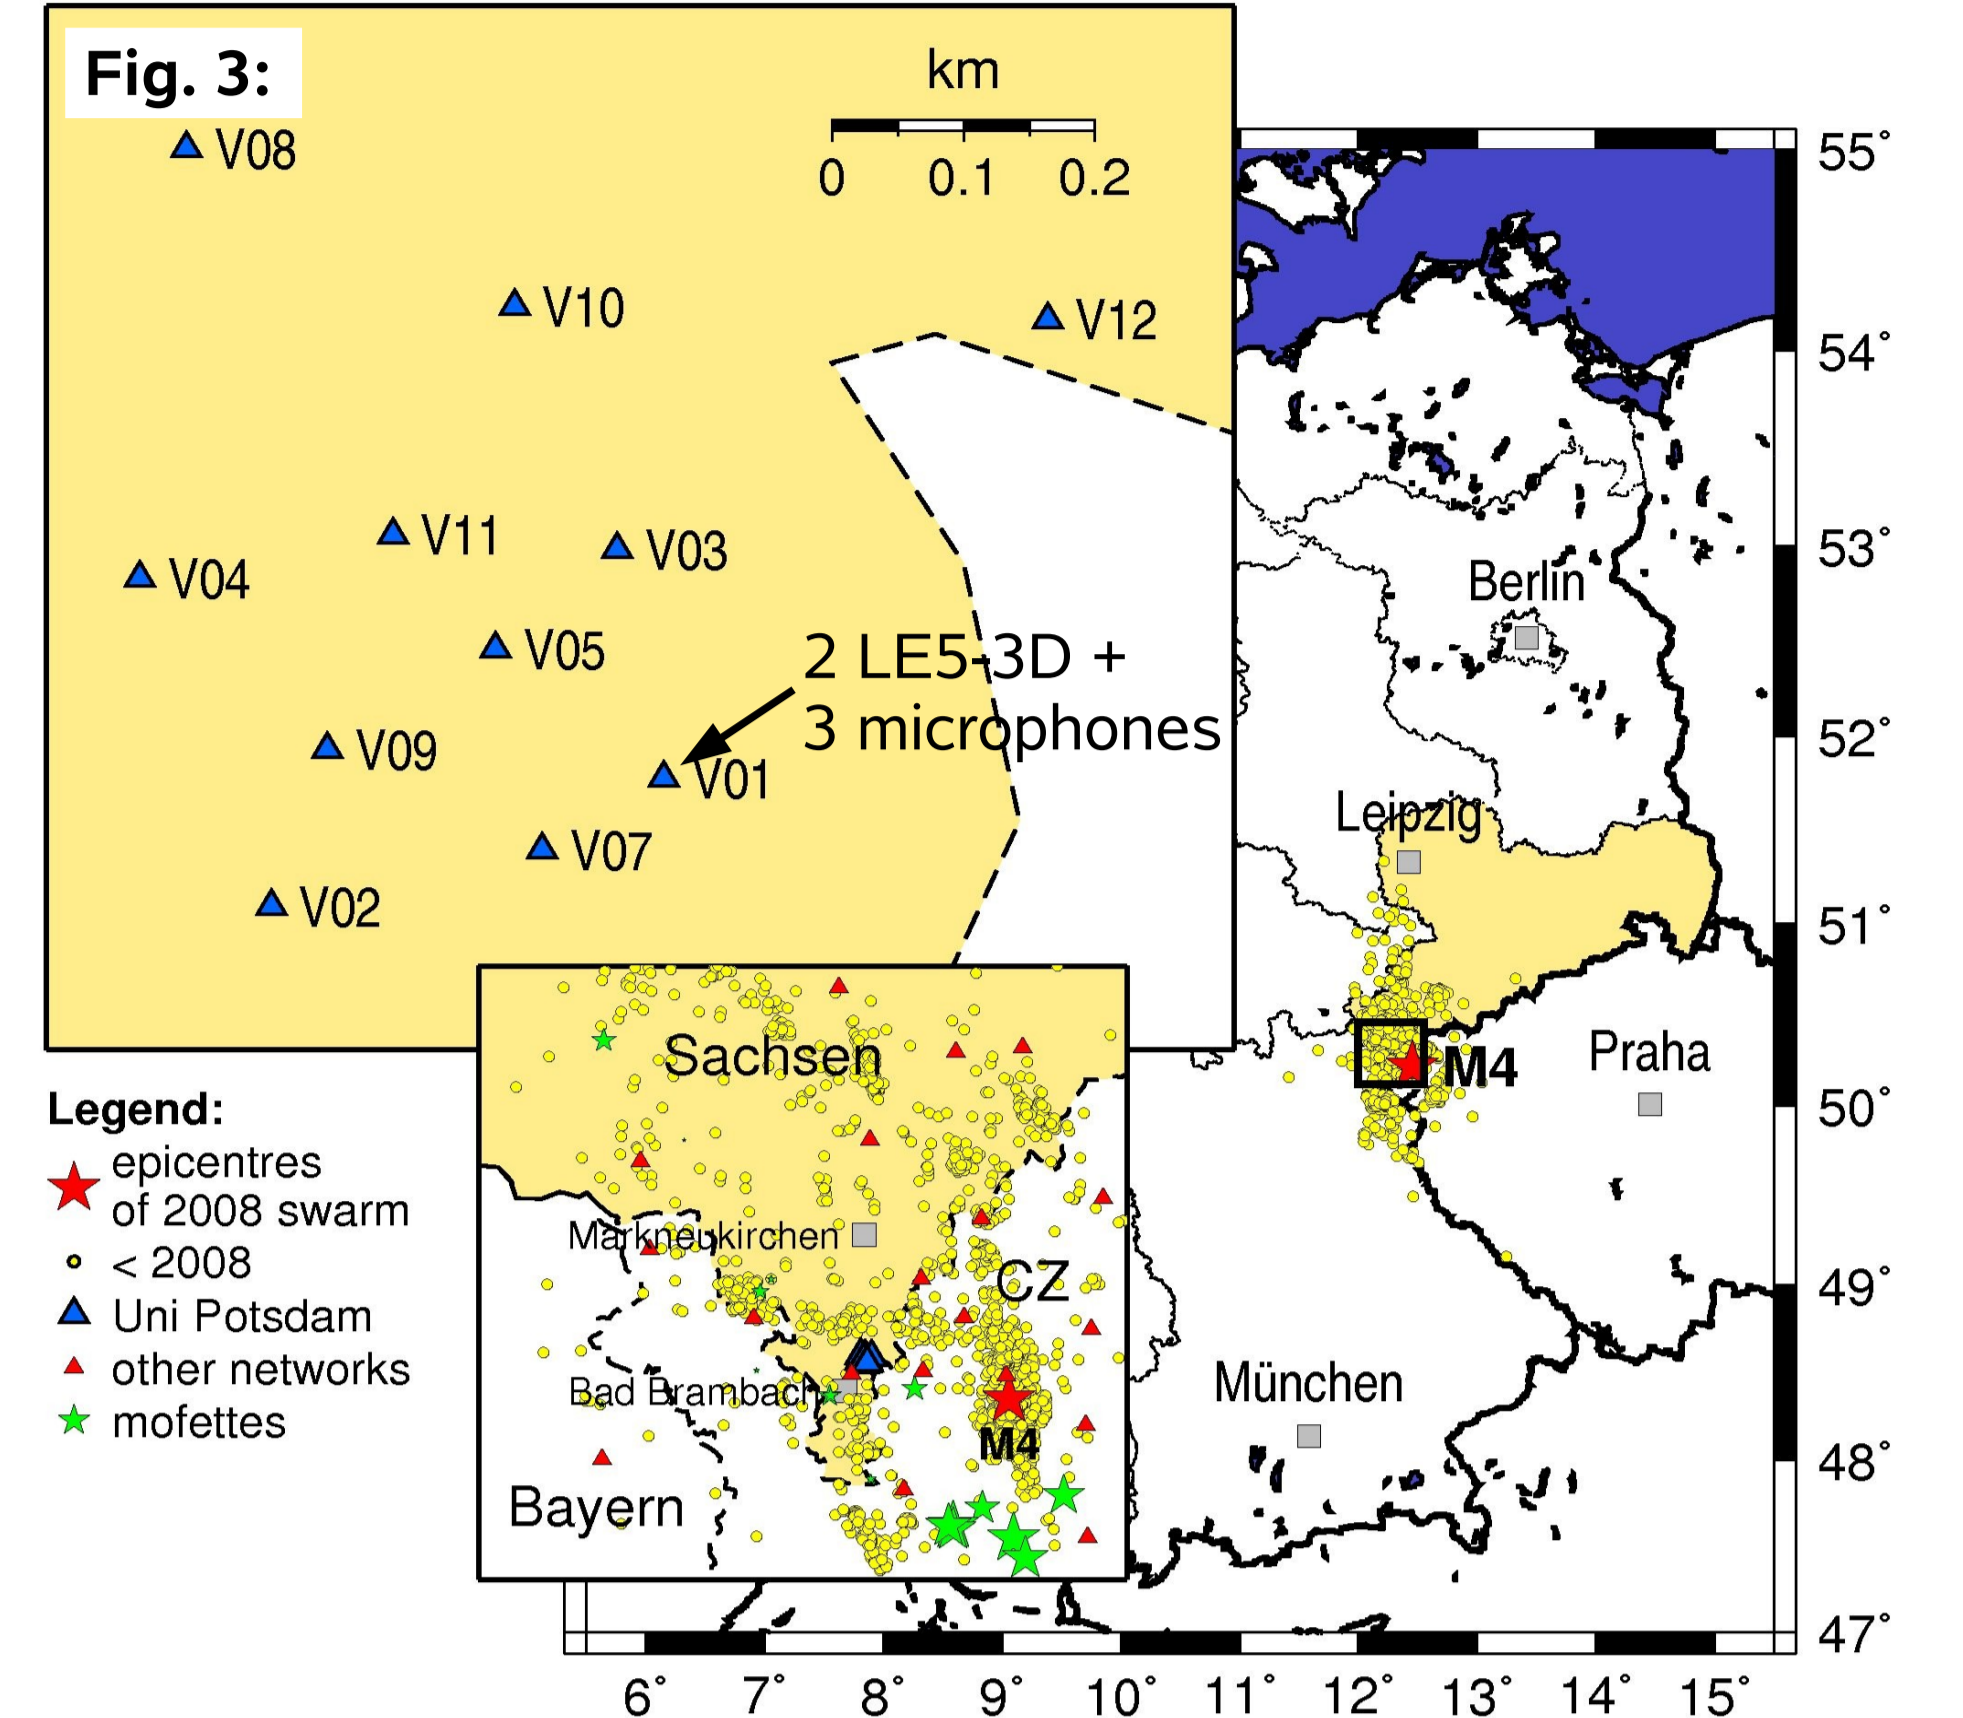 Fig. 3:
km
0 0.1 0.2
V08
V10
V12
V11
V03
V04
V05
2 LE5-3D +
3 microphones
V09
V01
V07
V02
55°
54°
53°
52°
51°
50°
49°
48°
47°
Berlin
Leipzig
Praha
M4
München
Sachsen
Markneukirchen
CZ
Bad Brambach
M4
Bayern
Legend:
epicentres
of 2008 swarm
< 2008
Uni Potsdam
other networks
mofettes
6° 7° 8° 9° 10° 11° 12° 13° 14° 15°